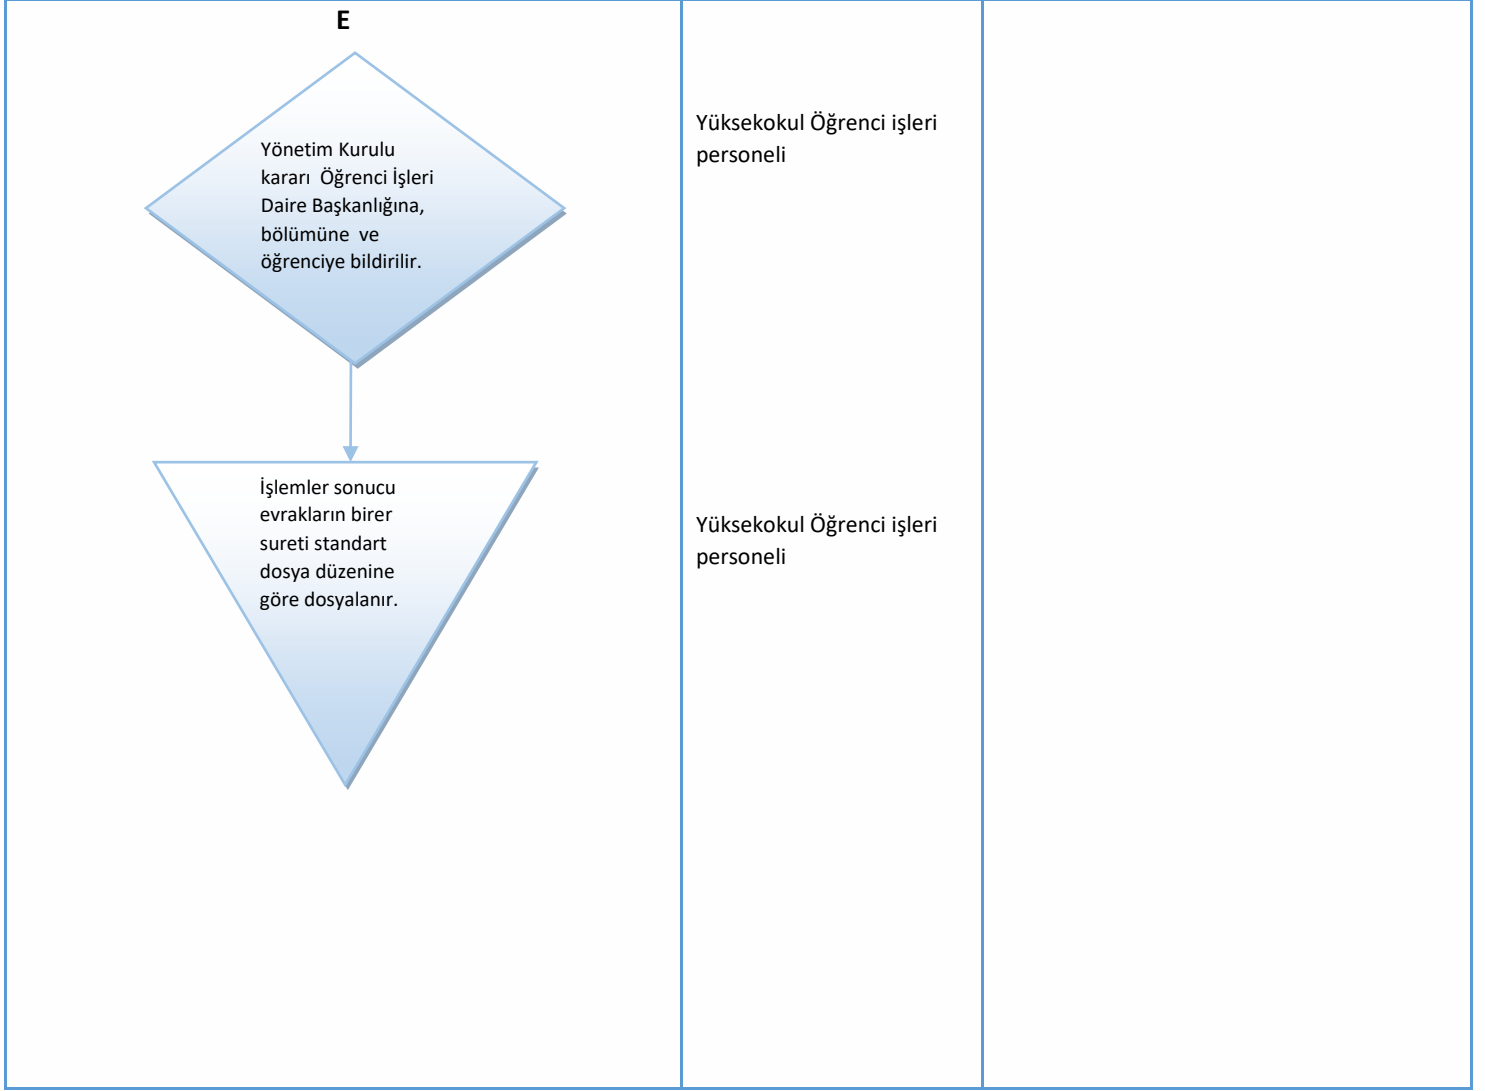 E
Yönetim Kurulu
kararı  Öğrenci İşleri
Daire Başkanlığına,
bölümüne  ve
öğrenciye bildirilir.
Yüksekokul Öğrenci işleri
personeli
İşlemler sonucu
evrakların birer
sureti standart
dosya düzenine
göre dosyalanır.
Yüksekokul Öğrenci işleri
personeli